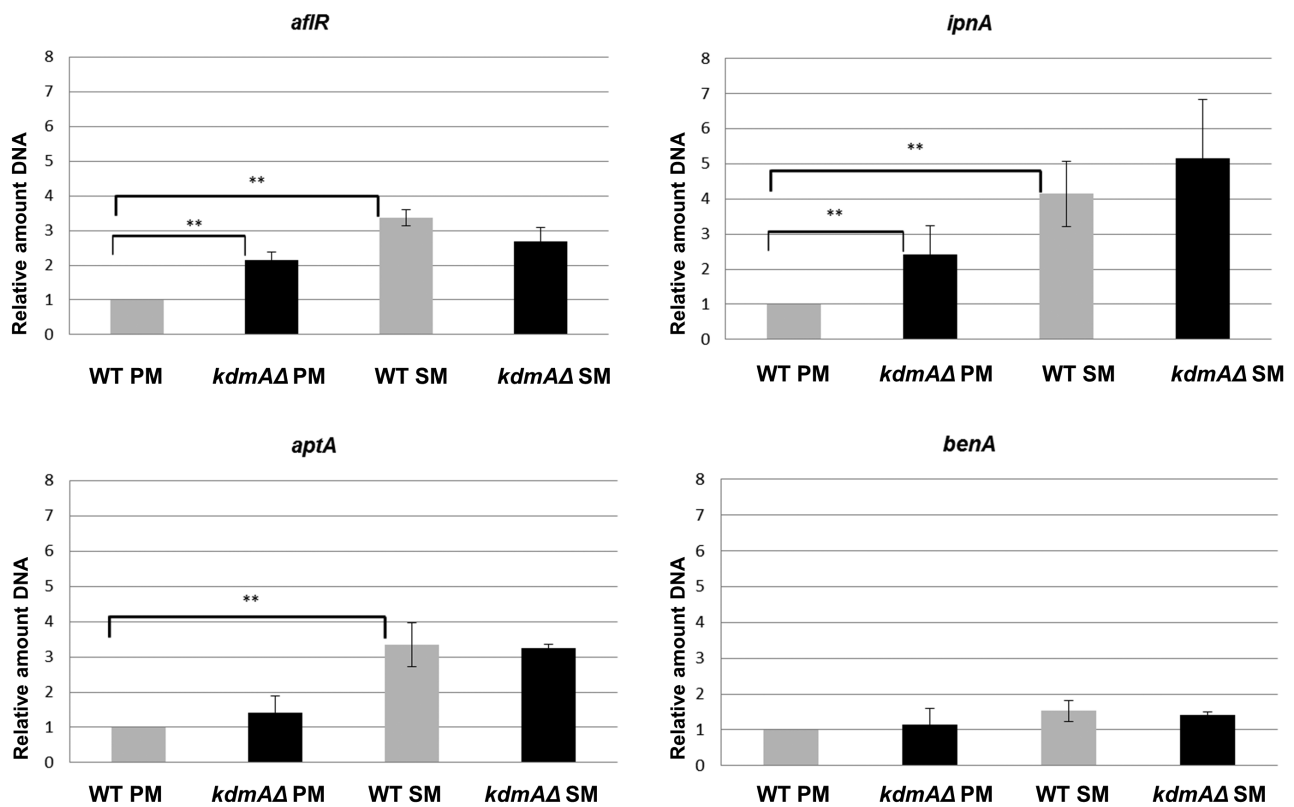 aflR
Relative amount DNA
8
7
6
5
4
3
2
1
0
**
**
WT PM
kdmAΔ PM
WT SM
kdmAΔ SM
ipnA
Relative amount DNA
8
7
6
5
4
3
2
1
0
**
**
WT PM
kdmAΔ PM
WT SM
kdmAΔ SM
aptA
Relative amount DNA
8
7
6
5
4
3
2
1
0
**
WT PM
kdmAΔ PM
WT SM
kdmAΔ SM
benA
Relative amount DNA
8
7
6
5
4
3
2
1
0
WT PM
kdmAΔ PM
WT SM
kdmAΔ SM